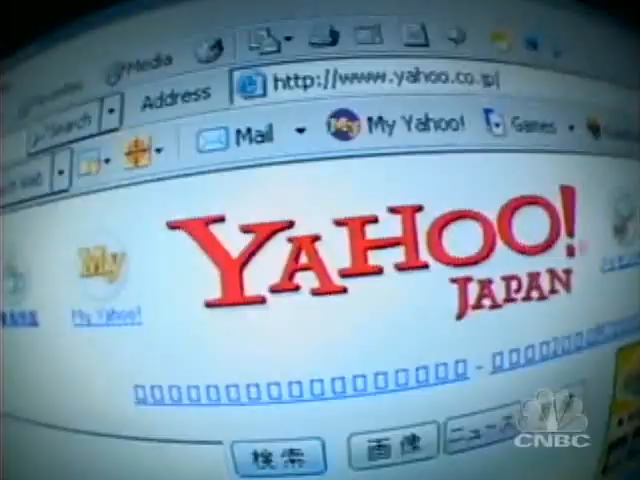 Favorites Media
Search Address http://www.yahoo.co.jp
Mail My Yahoo! Games
My
YAHOO!
JAPAN
My Yahoo!
検索 画像 ニュース
CNBC